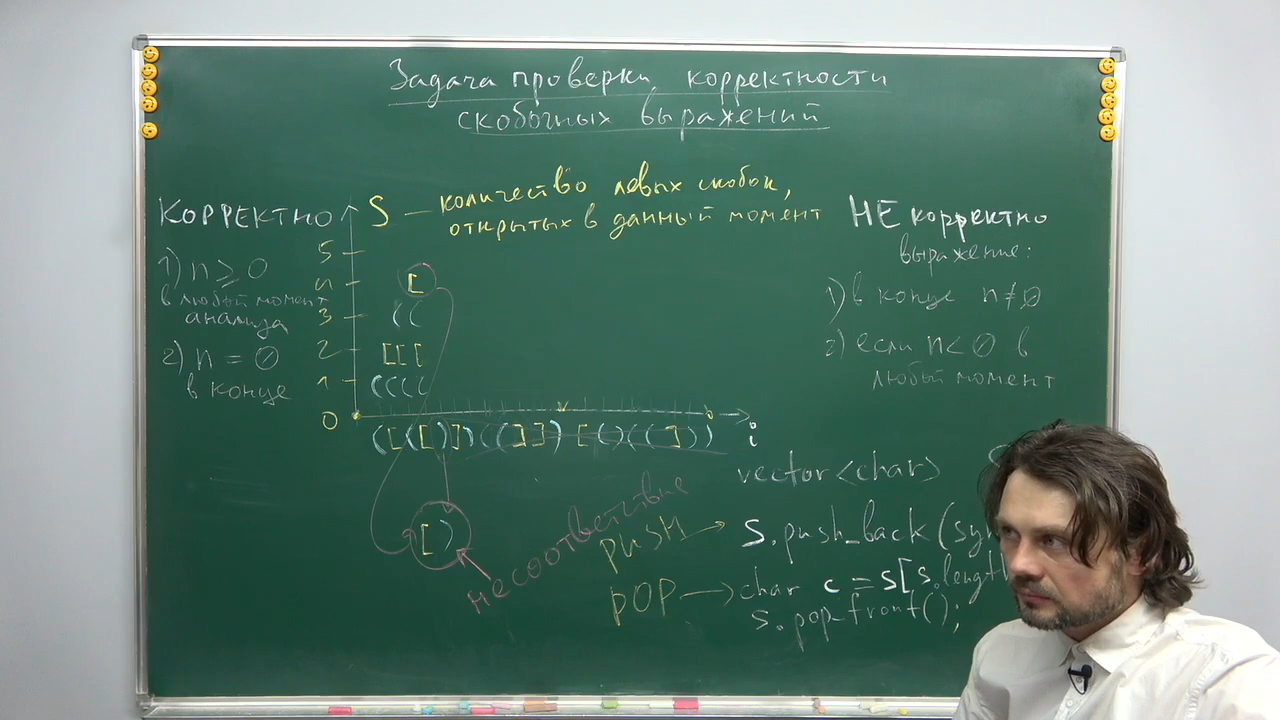 Задача проверки корректности
скобочных выражений
КОРРЕКТНО
1) n ≥ 0
в любой момент
анализа
2) n = 0
в конце
S — количество левых скобок,
открытых в данный момент
5
4
3
2
1
0
[
((
[[[
((((
i
[)
несоответствие
НЕ корректно
выражение:
1) в конце n ≠ 0
2) если n < 0 в
любой момент
vector <char>
PUSH → s.push_back(sy
POP → char c = s[s.length
s.pop_front();